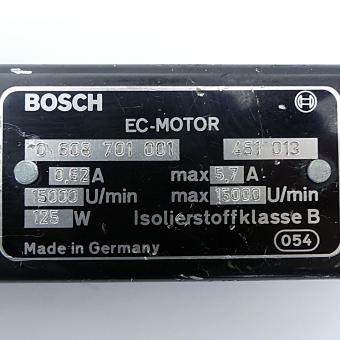 BOSCH
EC-MOTOR
0 608 701 001 481 013
0,62 A max 5,7 A
15000 U/min max 15000 U/min
125 W Isolierstoffklasse B
Made in Germany 054